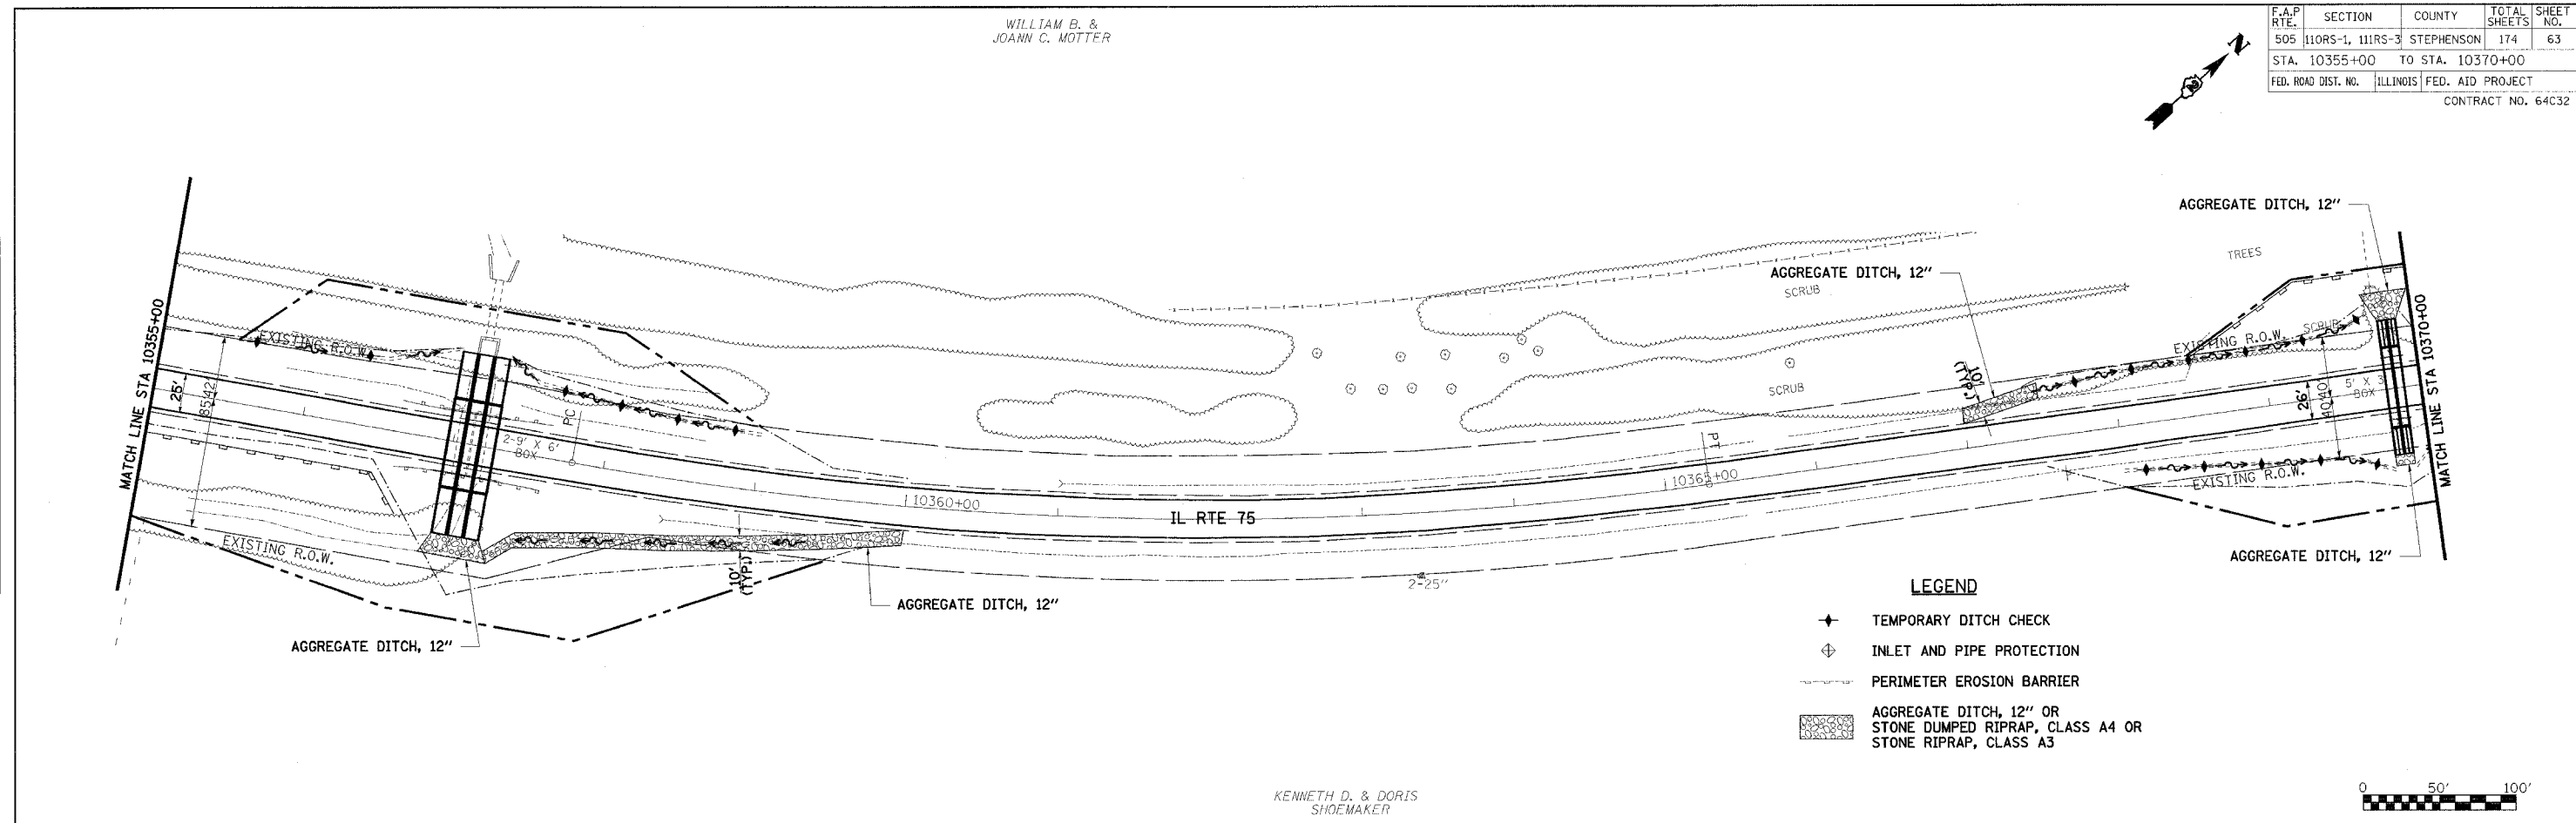 WILLIAM B. &
JOANN C. MOTTER
F.A.P RTE. SECTION COUNTY TOTAL SHEETS SHEET NO.
505 110RS-1, 111RS-3 STEPHENSON 174 63
STA. 10355+00 TO STA. 10370+00
FED. ROAD DIST. NO. ILLINOIS FED. AID PROJECT
CONTRACT NO. 64C32
N
AGGREGATE DITCH, 12"
TREES
AGGREGATE DITCH, 12"
SCRUB
MATCH LINE STA 10355+00
EXISTING R.O.W.
25'
85
42
PC
2-9' X 6'
BOX
10360+00
IL RTE 75
10365+00
PT
SCRUB
10'
(TYP.)
EXISTING R.O.W.
SCRUB
26'
40
40
5' X 3'
BOX
MATCH LINE STA 10370+00
EXISTING R.O.W.
EXISTING R.O.W.
10'
(TYP.)
2-25"
AGGREGATE DITCH, 12"
AGGREGATE DITCH, 12"
AGGREGATE DITCH, 12"
LEGEND
TEMPORARY DITCH CHECK
INLET AND PIPE PROTECTION
PERIMETER EROSION BARRIER
AGGREGATE DITCH, 12" OR
STONE DUMPED RIPRAP, CLASS A4 OR
STONE RIPRAP, CLASS A3
KENNETH D. & DORIS
SHOEMAKER
0 50' 100'